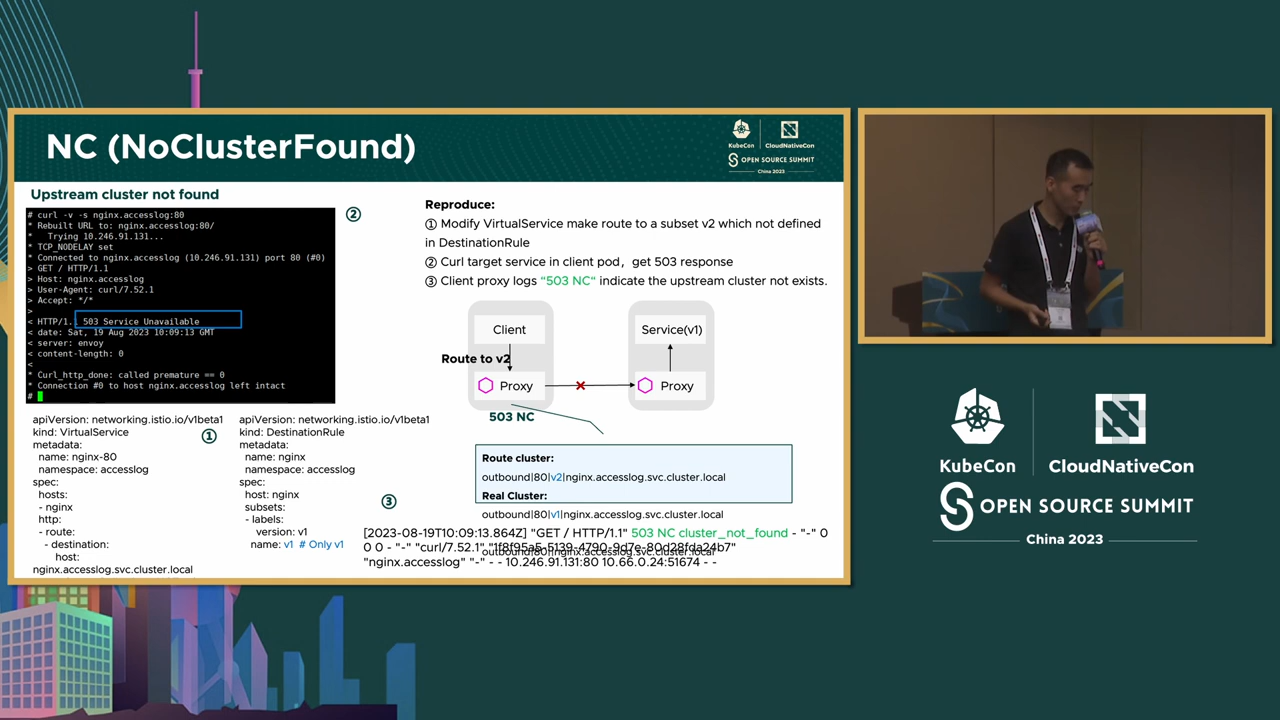 NC (NoClusterFound)
KubeCon
CloudNativeCon
OPEN SOURCE SUMMIT
China 2023
Upstream cluster not found
# curl -v -s nginx.accesslog:80
* Rebuilt URL to: nginx.accesslog:80/
*   Trying 10.246.91.131...
* TCP_NODELAY set
* Connected to nginx.accesslog (10.246.91.131) port 80 (#0)
> GET / HTTP/1.1
> Host: nginx.accesslog
> User-Agent: curl/7.52.1
> Accept: */*
>
< HTTP/1. 503 Service Unavailable
< date: Sat, 19 Aug 2023 10:09:13 GMT
< server: envoy
< content-length: 0
<
* Curl_http_done: called premature == 0
* Connection #0 to host nginx.accesslog left intact
#
②
Reproduce:
① Modify VirtualService make route to a subset v2 which not defined
in DestinationRule
② Curl target service in client pod, get 503 response
③ Client proxy logs "503 NC" indicate the upstream cluster not exists.
Client
Service(v1)
Route to v2
Proxy
Proxy
503 NC
apiVersion: networking.istio.io/v1beta1
kind: VirtualService
metadata:
name: nginx-80
namespace: accesslog
spec:
hosts:
- nginx
http:
- route:
- destination:
host:
nginx.accesslog.svc.cluster.local
①
apiVersion: networking.istio.io/v1beta1
kind: DestinationRule
metadata:
name: nginx
namespace: accesslog
spec:
host: nginx
subsets:
- labels:
version: v1
name: v1 # Only v1
③
Route cluster:
outbound|80|v2|nginx.accesslog.svc.cluster.local
Real Cluster:
outbound|80|v1|nginx.accesslog.svc.cluster.local
outbound|80||nginx.accesslog.svc.cluster.local
[2023-08-19T10:09:13.864Z] "GET / HTTP/1.1" 503 NC cluster_not_found - "-" 0
0 0 - "-" "curl/7.52.1" "1f8f95a5-5139-4790-9d7e-80d28fda24b7"
"nginx.accesslog" "-" - - 10.246.91.131:80 10.66.0.24:51674 - -
KubeCon
CloudNativeCon
OPEN SOURCE SUMMIT
China 2023